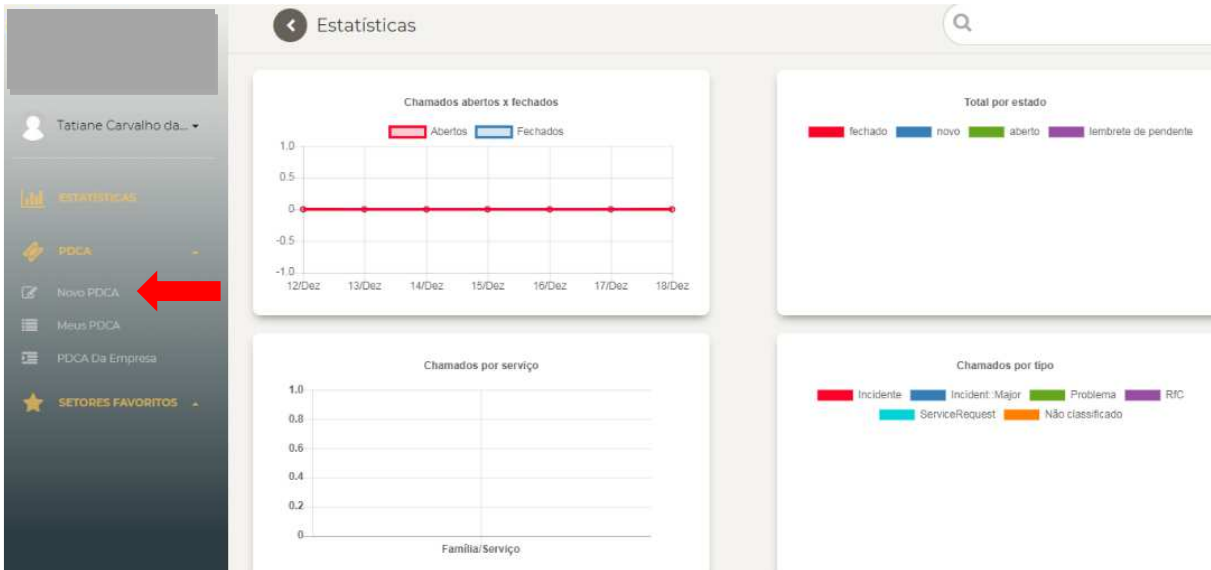 Estatísticas
Tatiane Carvalho da...
ESTATÍSTICAS
PDCA
Novo PDCA
Meus PDCA
PDCA Da Empresa
SETORES FAVORITOS
Chamados abertos x fechados
Abertos Fechados
1.0
0.5
0
-0.5
-1.0
12/Dez 13/Dez 14/Dez 15/Dez 16/Dez 17/Dez 18/Dez
Total por estado
fechado novo aberto lembrete de pendente
Chamados por serviço
1.0
0.8
0.6
0.4
0.2
0
Família/Serviço
Chamados por tipo
Incidente Incident::Major Problema RfC
ServiceRequest Não classificado